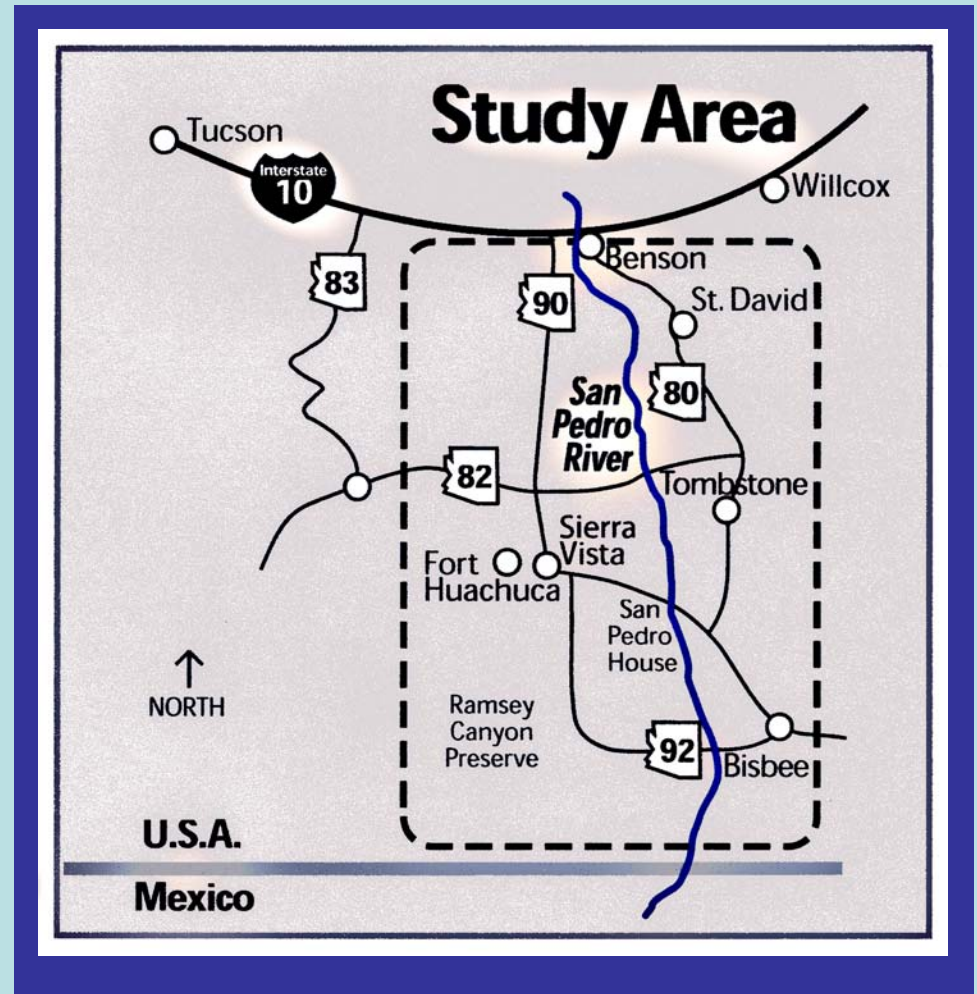 Study Area
Tucson
Interstate
10
Willcox
Benson
83
90
St. David
80
San
Pedro
River
82
Tombstone
Sierra
Vista
Fort
Huachuca
San
Pedro
House
NORTH
Ramsey
Canyon
Preserve
92
Bisbee
U.S.A.
Mexico